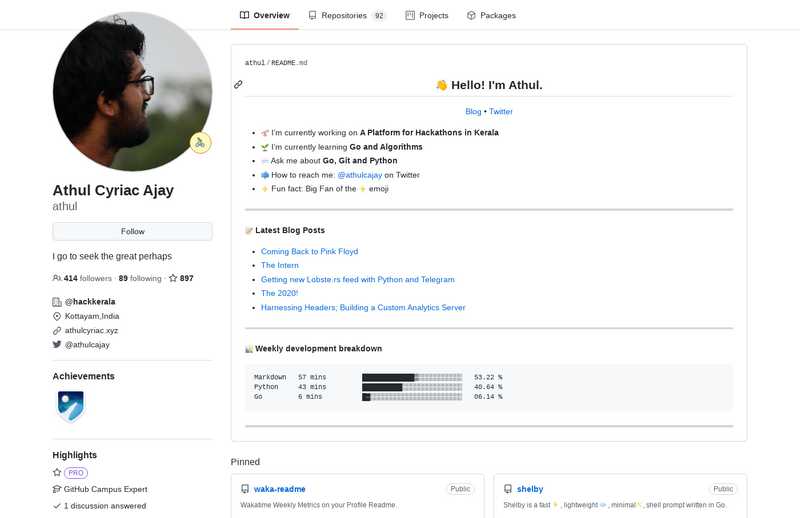 Overview
Repositories 92
Projects
Packages
Athul Cyriac Ajay
athul
Follow
I go to seek the great perhaps
414 followers · 89 following · 897
@hackkerala
Kottayam,India
athulcyriac.xyz
@athulcajay
Achievements
Highlights
PRO
GitHub Campus Expert
1 discussion answered
athul/README.md
👋 Hello! I'm Athul.
Blog • Twitter
• 🔭 I'm currently working on A Platform for Hackathons in Kerala
• 🌱 I'm currently learning Go and Algorithms
• 💬 Ask me about Go, Git and Python
• 📫 How to reach me: @athulcajay on Twitter
• ⚡ Fun fact: Big Fan of the ✨ emoji
📝 Latest Blog Posts
• Coming Back to Pink Floyd
• The Intern
• Getting new Lobste.rs feed with Python and Telegram
• The 2020!
• Harnessing Headers; Building a Custom Analytics Server
📊 Weekly development breakdown
Markdown 57 mins 53.22 %
Python 43 mins 40.64 %
Go 6 mins 06.14 %
Pinned
waka-readme Public
Wakatime Weekly Metrics on your Profile Readme.
shelby Public
Shelby is a fast ⚡, lightweight ☁️, minimal✨, shell prompt written in Go.